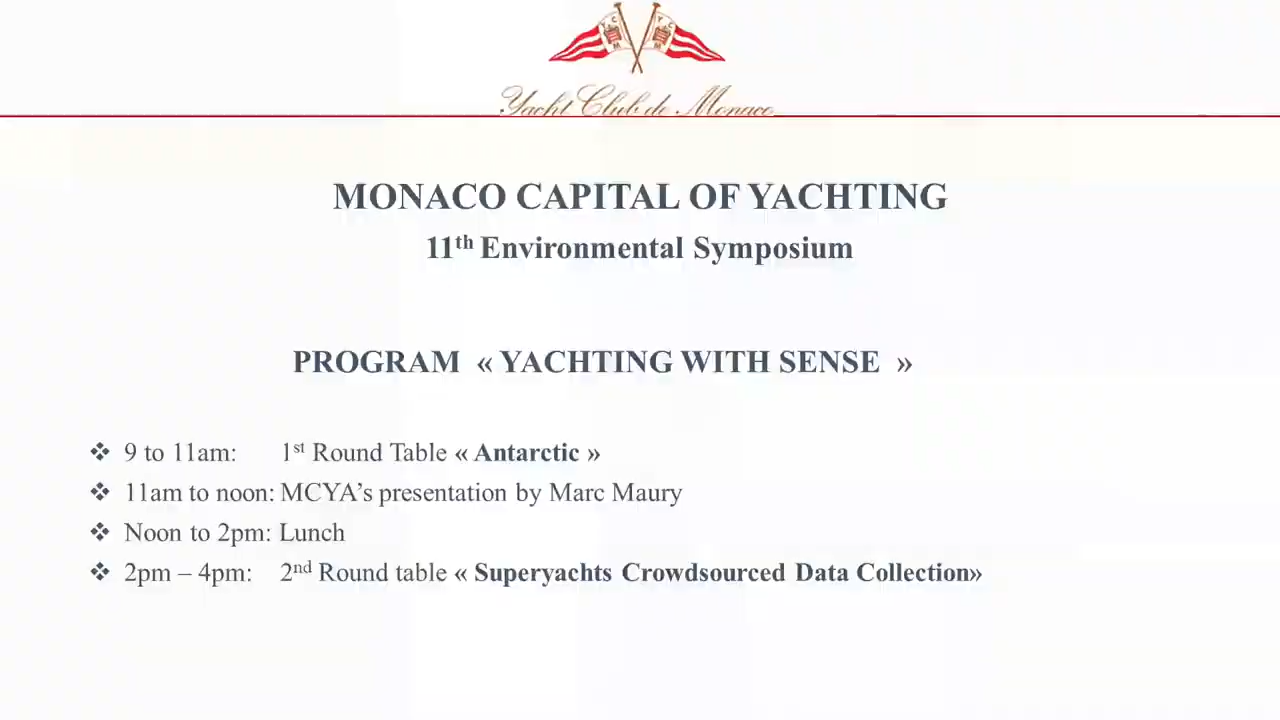 Y C M Y C M
Yacht Club de Monaco
MONACO CAPITAL OF YACHTING
11th Environmental Symposium
PROGRAM « YACHTING WITH SENSE »
❖ 9 to 11am: 1st Round Table « Antarctic »
❖ 11am to noon: MCYA’s presentation by Marc Maury
❖ Noon to 2pm: Lunch
❖ 2pm – 4pm: 2nd Round table « Superyachts Crowdsourced Data Collection»